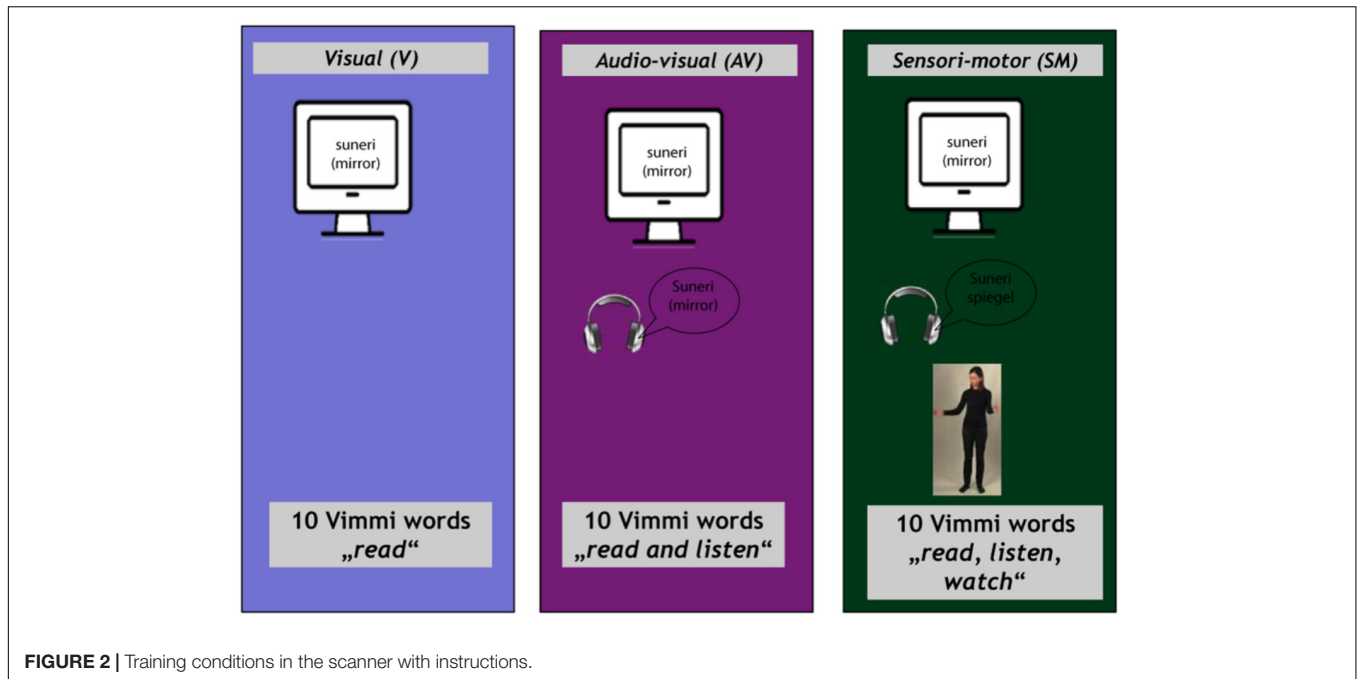 Visual (V)
suneri
(mirror)
10 Vimmi words
„read“
Audio-visual (AV)
suneri
(mirror)
Suneri
(mirror)
10 Vimmi words
„read and listen“
Sensori-motor (SM)
suneri
(mirror)
Suneri
spiegel
10 Vimmi words
„read, listen,
watch“
FIGURE 2 | Training conditions in the scanner with instructions.